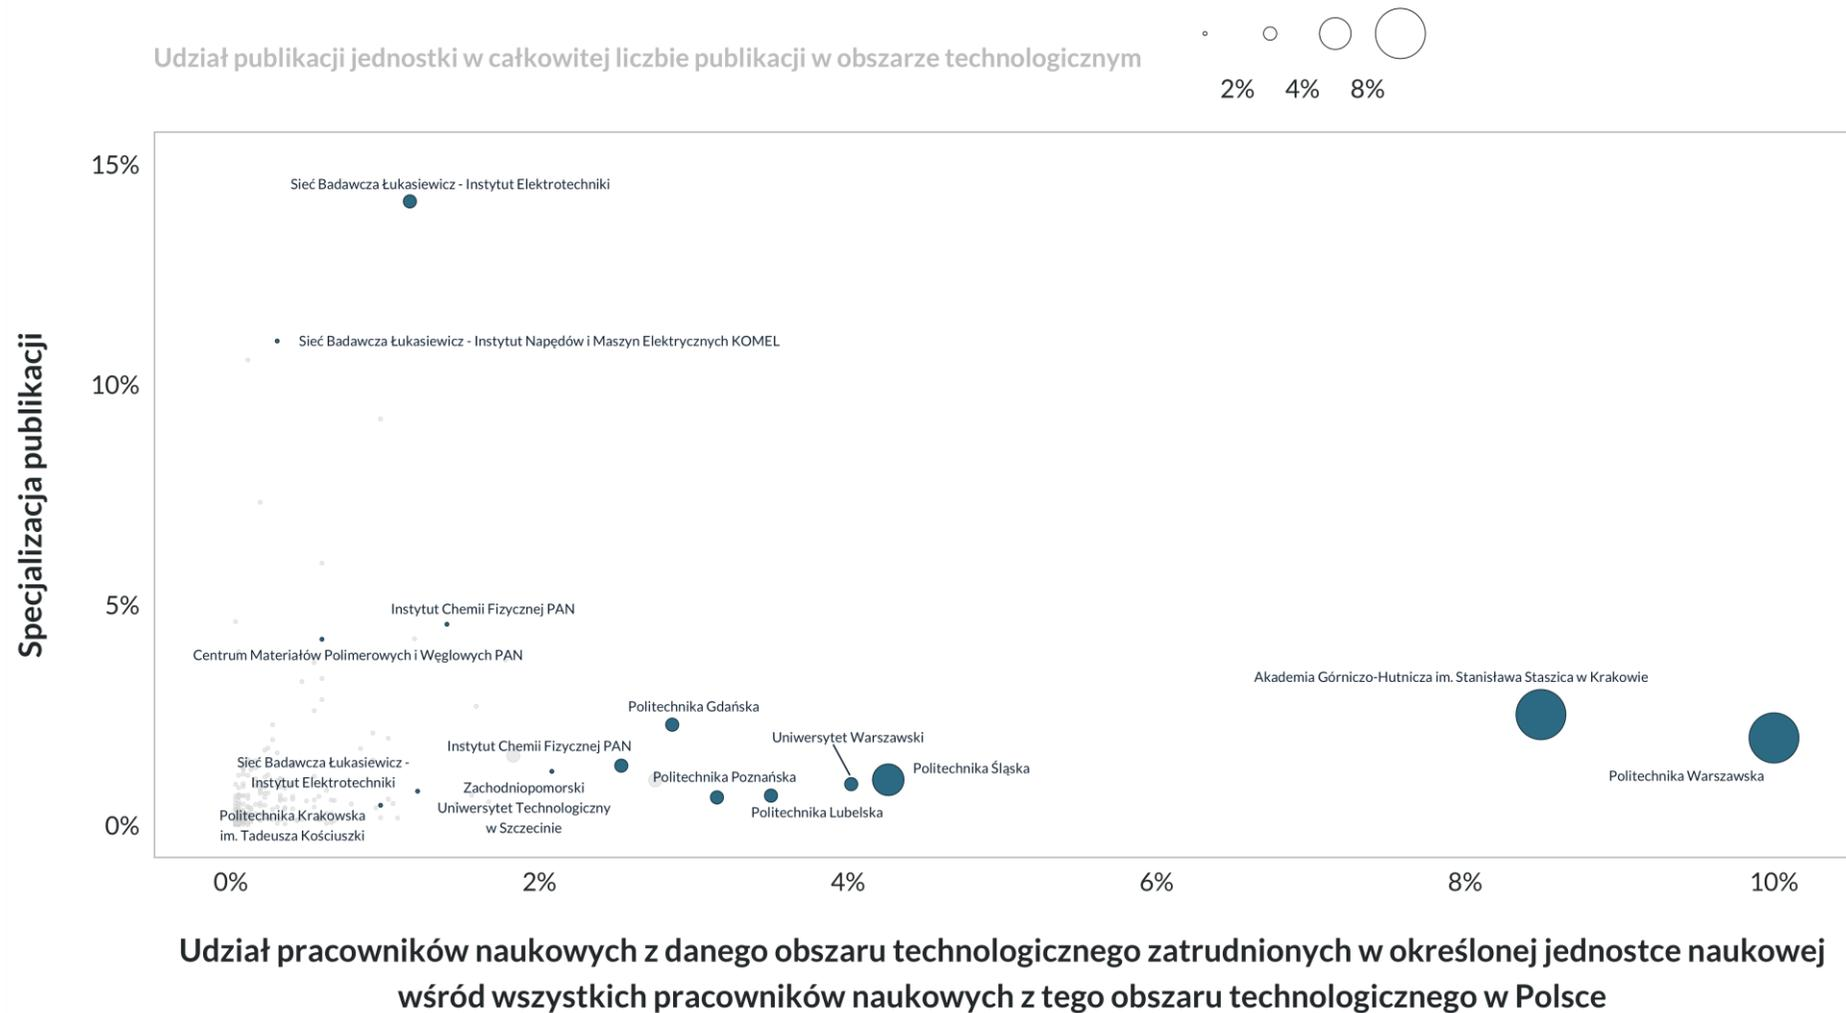 Udział publikacji jednostki w całkowitej liczbie publikacji w obszarze technologicznym
2% 4% 8%
Specjalizacja publikacji
15%
10%
5%
0%
Sieć Badawcza Łukasiewicz - Instytut Elektrotechniki
Sieć Badawcza Łukasiewicz - Instytut Napędów i Maszyn Elektrycznych KOMEL
Instytut Chemii Fizycznej PAN
Centrum Materiałów Polimerowych i Węglowych PAN
Akademia Górniczo-Hutnicza im. Stanisława Staszica w Krakowie
Politechnika Gdańska
Uniwersytet Warszawski
Instytut Chemii Fizycznej PAN
Sieć Badawcza Łukasiewicz -
Instytut Elektrotechniki
Politechnika Śląska
Politechnika Poznańska
Politechnika Warszawska
Zachodniopomorski
Uniwersytet Technologiczny
w Szczecinie
Politechnika Lubelska
Politechnika Krakowska
im. Tadeusza Kościuszki
0% 2% 4% 6% 8% 10%
Udział pracowników naukowych z danego obszaru technologicznego zatrudnionych w określonej jednostce naukowej
wśród wszystkich pracowników naukowych z tego obszaru technologicznego w Polsce